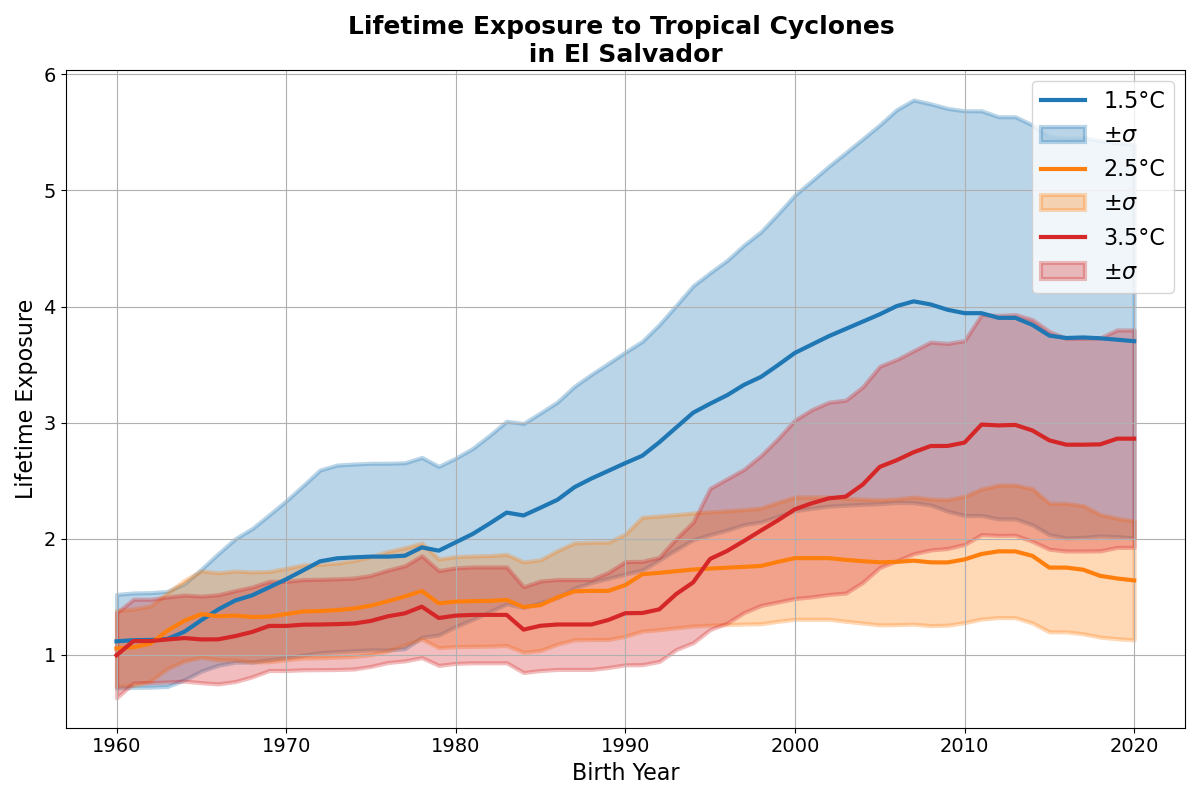 Lifetime Exposure to Tropical Cyclones
in El Salvador
6
5
4
3
2
1
Lifetime Exposure
1.5°C
±σ
2.5°C
±σ
3.5°C
±σ
1960 1970 1980 1990 2000 2010 2020
Birth Year